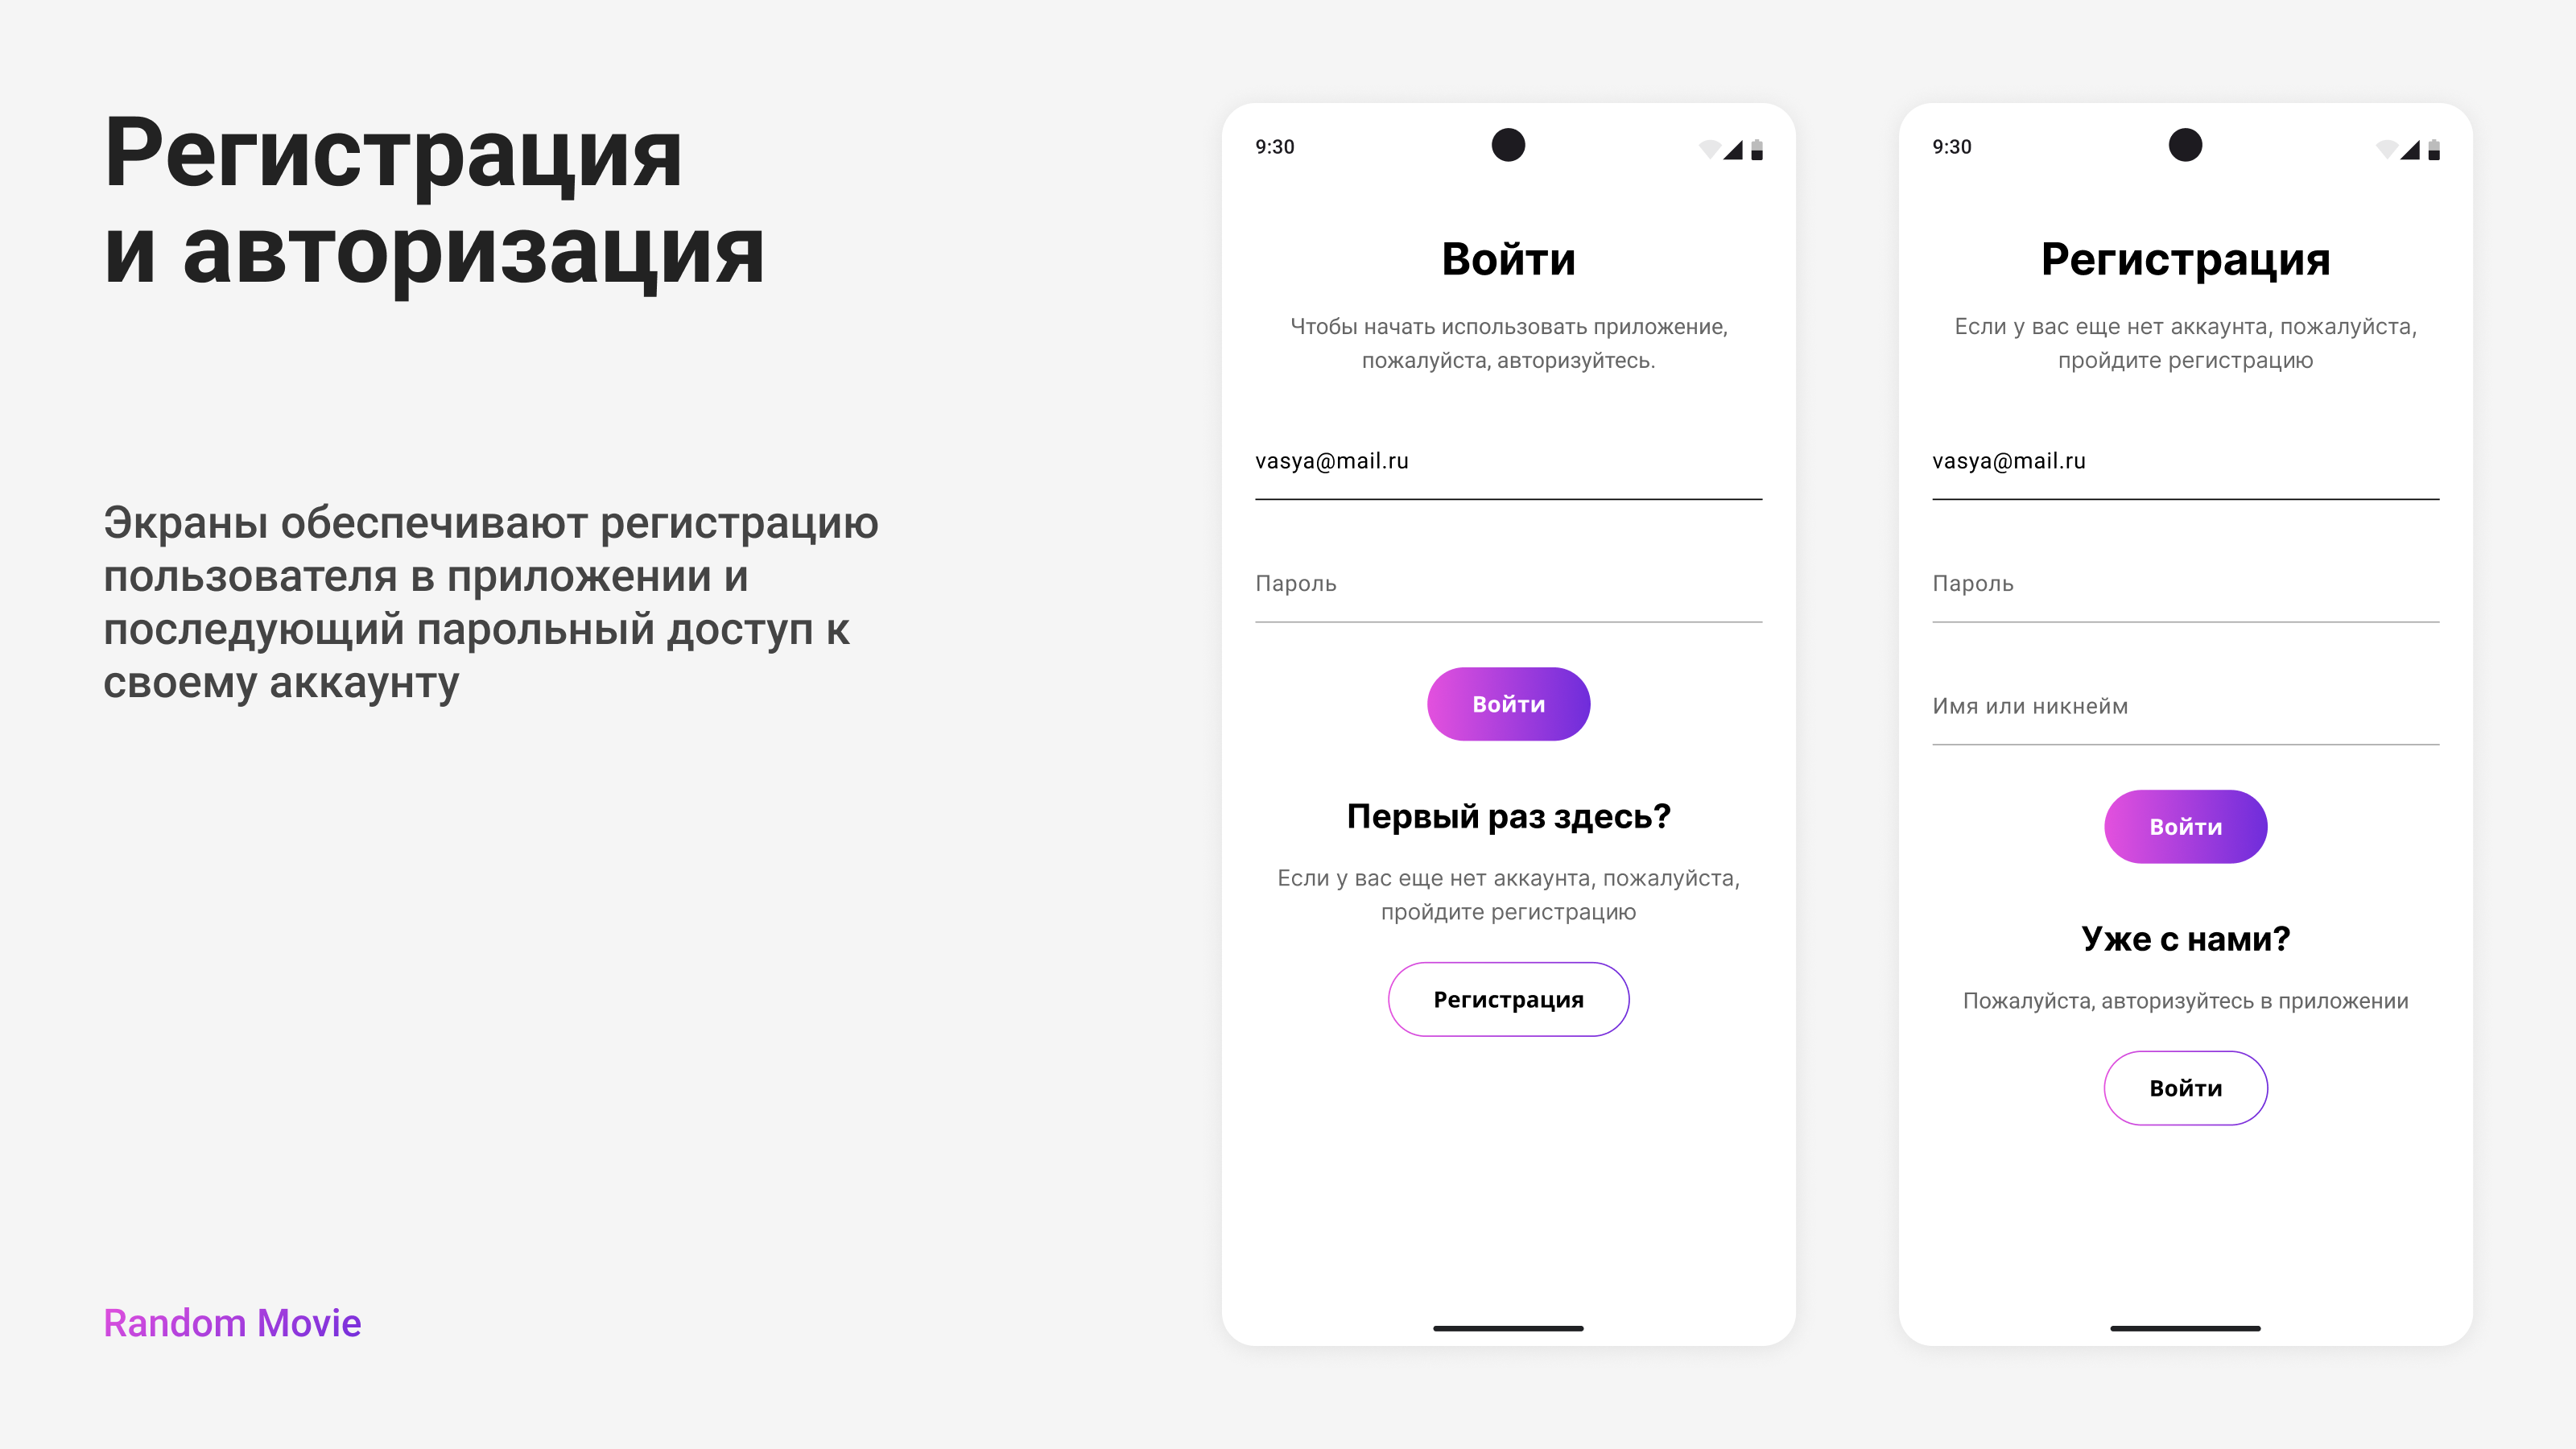 Регистрация
и авторизация
Экраны обеспечивают регистрацию
пользователя в приложении и
последующий парольный доступ к
своему аккаунту
Random Movie
9:30
Войти
Чтобы начать использовать приложение,
пожалуйста, авторизуйтесь.
vasya@mail.ru
Пароль
Войти
Первый раз здесь?
Если у вас еще нет аккаунта, пожалуйста,
пройдите регистрацию
Регистрация
9:30
Регистрация
Если у вас еще нет аккаунта, пожалуйста,
пройдите регистрацию
vasya@mail.ru
Пароль
Имя или никнейм
Войти
Уже с нами?
Пожалуйста, авторизуйтесь в приложении
Войти